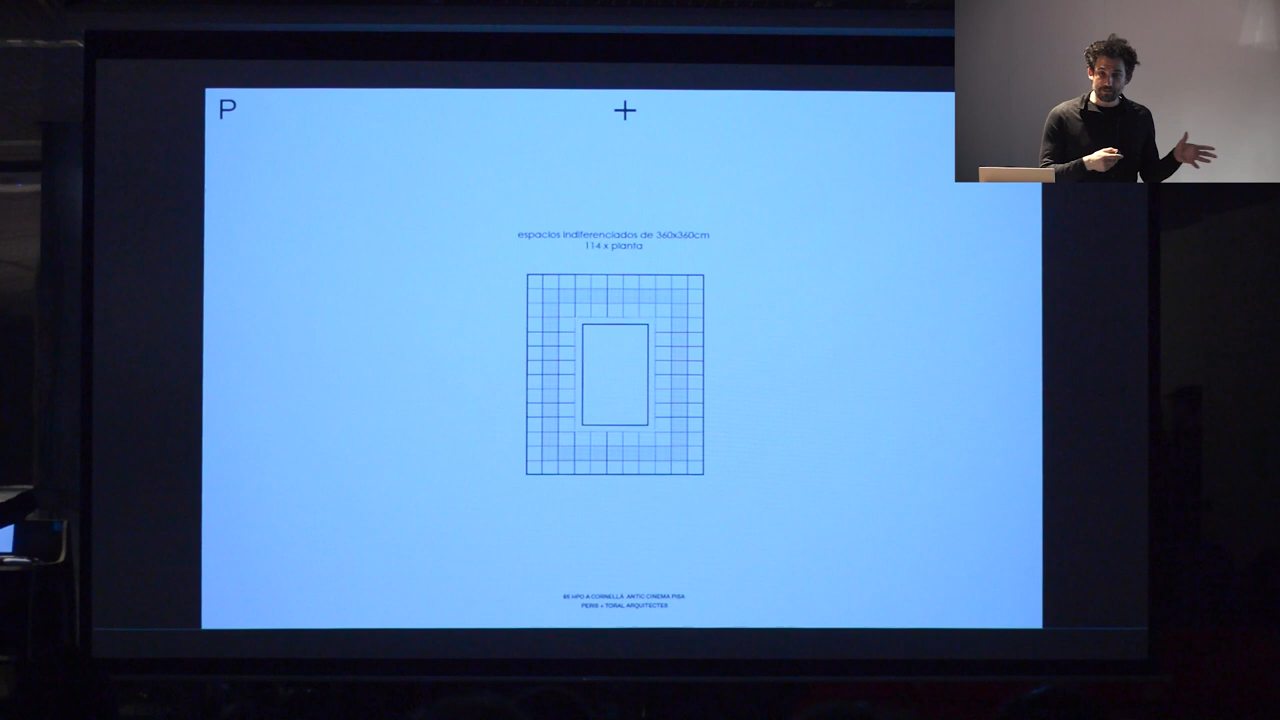 P +
espacios indiferenciados de 360x360cm
114 x planta
85 HPO A CORNELLÀ ANTIC CINEMA PISA
PERIS + TORAL ARQUITECTES